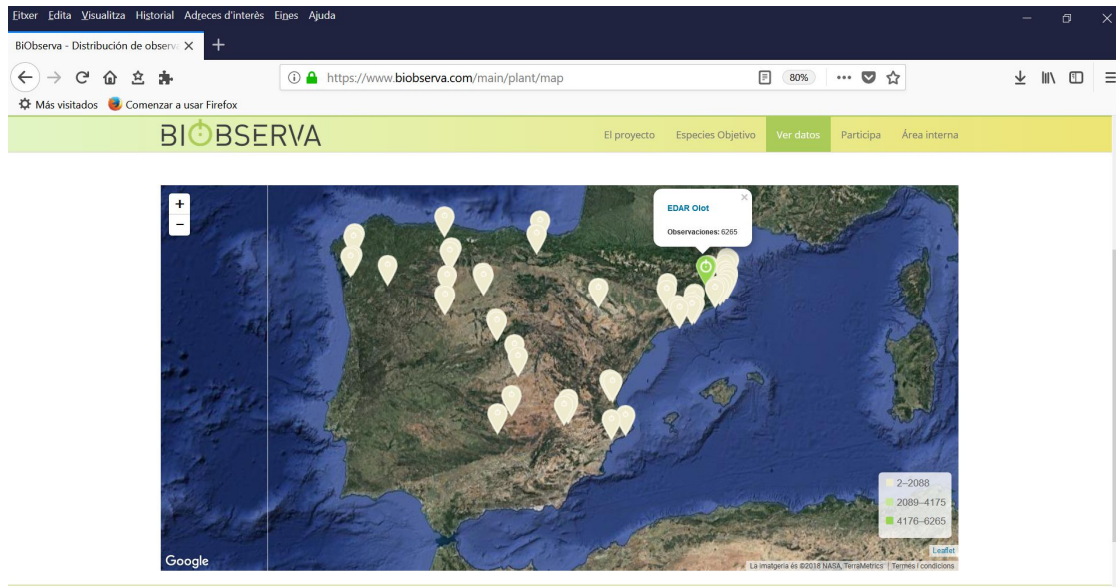 Fitxer Edita Visualitza Historial Adreces d'interès Eines Ajuda
BiObserva - Distribución de observa
https://www.biobserva.com/main/plant/map
80%
Más visitados Comenzar a usar Firefox
BIOBSERVA
El proyecto Especies Objetivo Ver datos Participa Área interna
+
−
EDAR Olot
×
Observaciones: 6265
2–2088
2089–4175
4176–6265
Leaflet
Google
La imatgeria és ©2018 NASA, TerraMetrics Termes i condicions